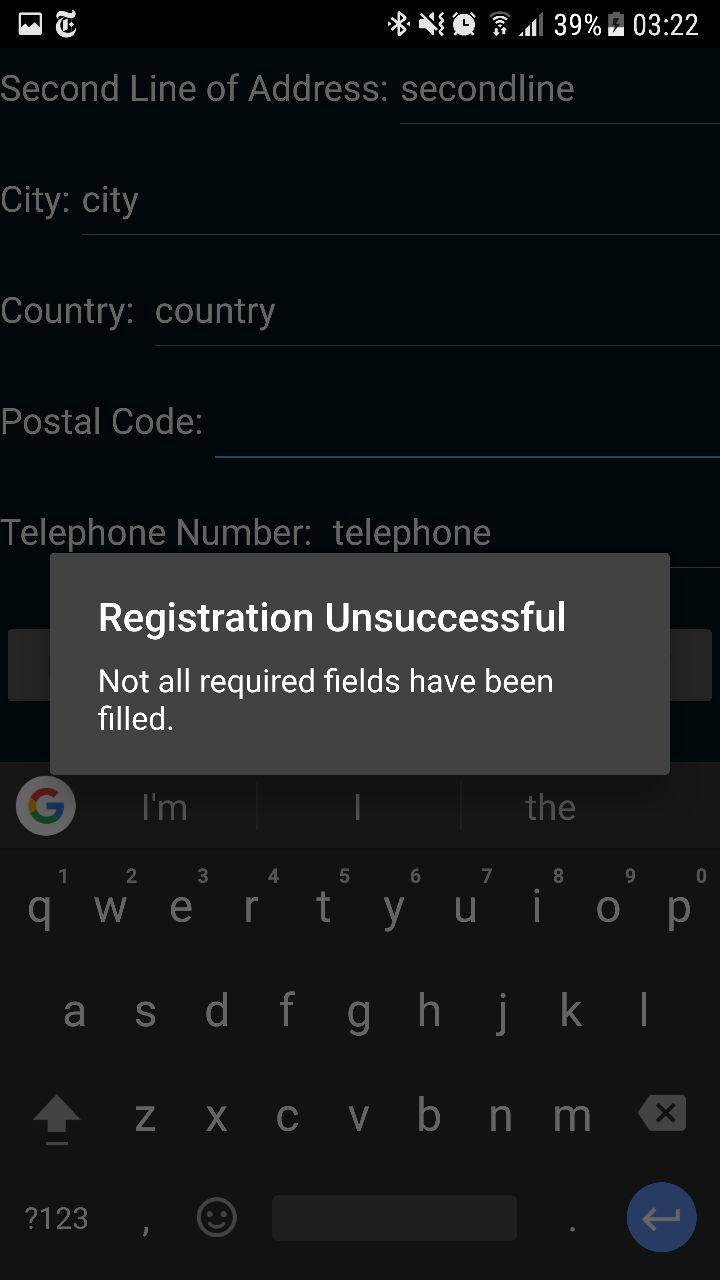 39% 03:22
Second Line of Address: secondline
City: city
Country: country
Postal Code:
Telephone Number: telephone
Registration Unsuccessful
Not all required fields have been
filled.
I'm I the
1 2 3 4 5 6 7 8 9 0
q w e r t y u i o p
a s d f g h j k l
z x c v b n m
?123 , .